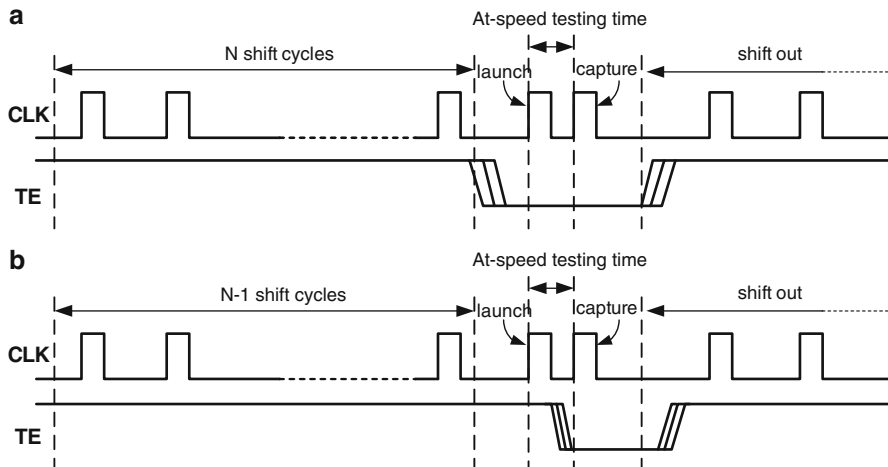 a
At-speed testing time
N shift cycles
launch
capture
shift out
CLK
TE
b
At-speed testing time
N-1 shift cycles
launch
capture
shift out
CLK
TE